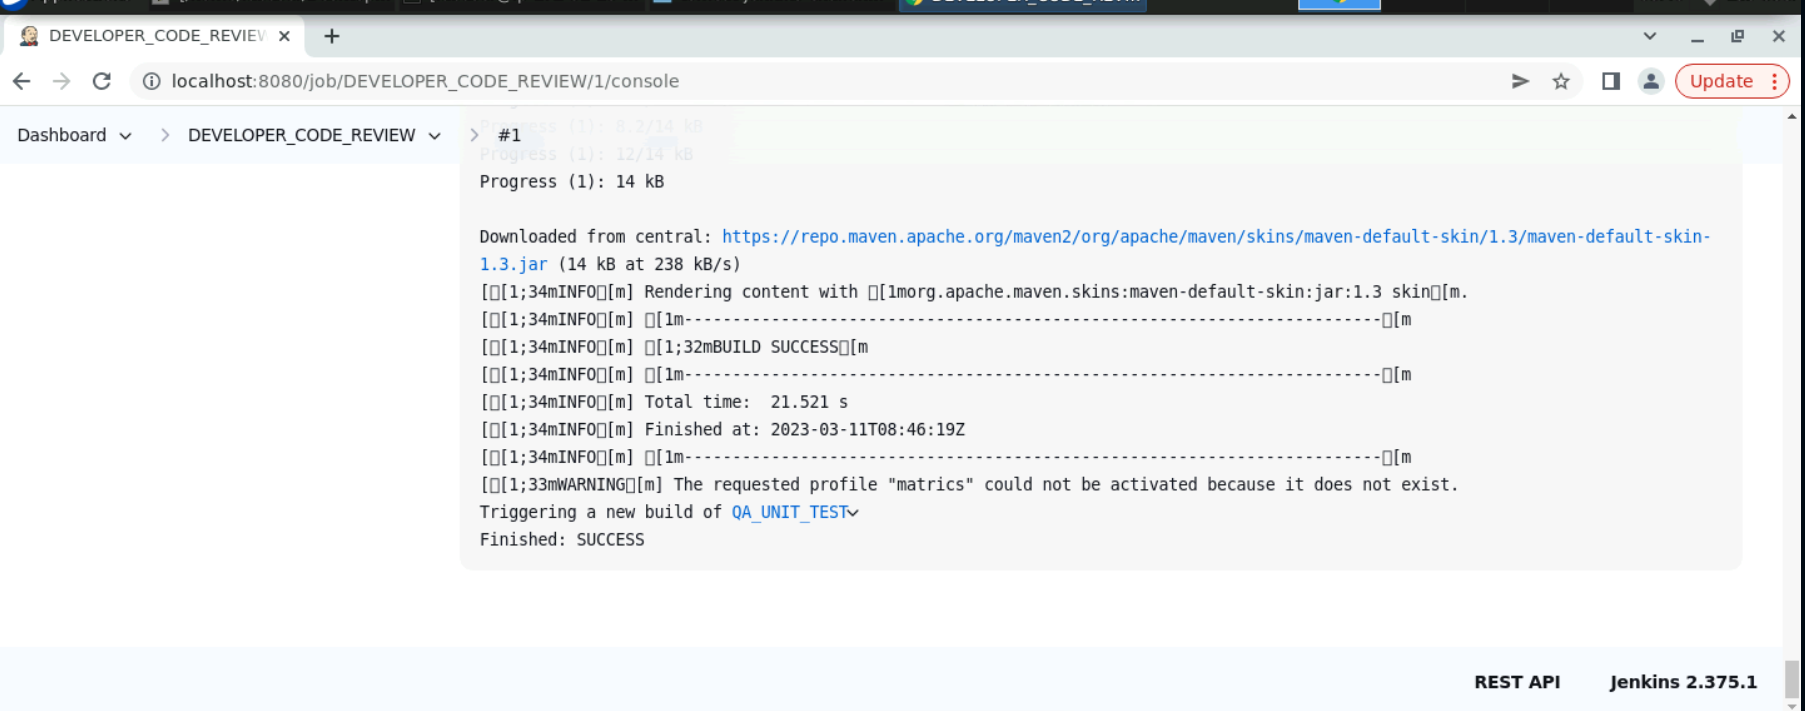 DEVELOPER_CODE_REVIEW
localhost:8080/job/DEVELOPER_CODE_REVIEW/1/console
Update
Dashboard
DEVELOPER_CODE_REVIEW
#1
Progress (1): 8.2/14 kB
Progress (1): 12/14 kB
Progress (1): 14 kB
Downloaded from central: https://repo.maven.apache.org/maven2/org/apache/maven/skins/maven-default-skin/1.3/maven-default-skin-
1.3.jar (14 kB at 238 kB/s)
[□[1;34mINFO□[m] Rendering content with □[1morg.apache.maven.skins:maven-default-skin:jar:1.3 skin□[m.
[□[1;34mINFO□[m] □[1m------------------------------------------------------------------------□[m
[□[1;34mINFO□[m] □[1;32mBUILD SUCCESS□[m
[□[1;34mINFO□[m] □[1m------------------------------------------------------------------------□[m
[□[1;34mINFO□[m] Total time:  21.521 s
[□[1;34mINFO□[m] Finished at: 2023-03-11T08:46:19Z
[□[1;34mINFO□[m] □[1m------------------------------------------------------------------------□[m
[□[1;33mWARNING□[m] The requested profile "matrics" could not be activated because it does not exist.
Triggering a new build of QA_UNIT_TEST
Finished: SUCCESS
REST API
Jenkins 2.375.1